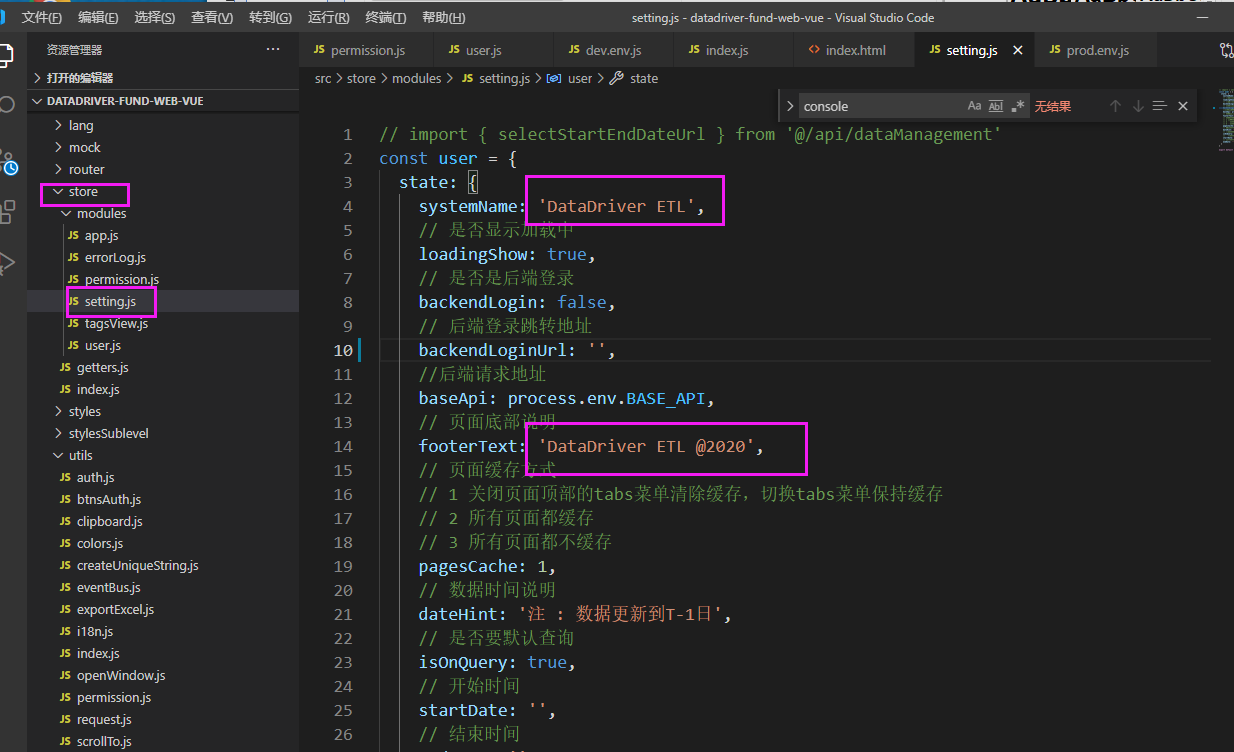 文件(F) 编辑(E) 选择(S) 查看(V) 转到(G) 运行(R) 终端(T) 帮助(H) setting.js - datadriver-fund-web-vue - Visual Studio Code
资源管理器 ···
打开的编辑器
DATADRIVER-FUND-WEB-VUE
lang
mock
router
store
modules
JS app.js
JS errorLog.js
JS permission.js
JS setting.js
JS tagsView.js
JS user.js
JS getters.js
JS index.js
styles
stylesSublevel
utils
JS auth.js
JS btnsAuth.js
JS clipboard.js
JS colors.js
JS createUniqueString.js
JS eventBus.js
JS exportExcel.js
JS i18n.js
JS index.js
JS openWindow.js
JS permission.js
JS request.js
JS scrollTo.js
JS permission.js JS user.js JS dev.env.js JS index.js <> index.html JS setting.js × JS prod.env.js
src > store > modules > JS setting.js > user > state
console Aa Abl .* 无结果
1 // import { selectStartEndDateUrl } from '@/api/dataManagement'
2 const user = {
3 state: {
4 systemName: 'DataDriver ETL',
5 // 是否显示加载中
6 loadingShow: true,
7 // 是否是后端登录
8 backendLogin: false,
9 // 后端登录跳转地址
10 backendLoginUrl: '',
11 //后端请求地址
12 baseApi: process.env.BASE_API,
13 // 页面底部说明
14 footerText: 'DataDriver ETL @2020',
15 // 页面缓存方式
16 // 1 关闭页面顶部的tabs菜单清除缓存，切换tabs菜单保持缓存
17 // 2 所有页面都缓存
18 // 3 所有页面都不缓存
19 pagesCache: 1,
20 // 数据时间说明
21 dateHint: '注 : 数据更新到T-1日',
22 // 是否要默认查询
23 isOnQuery: true,
24 // 开始时间
25 startDate: '',
26 // 结束时间